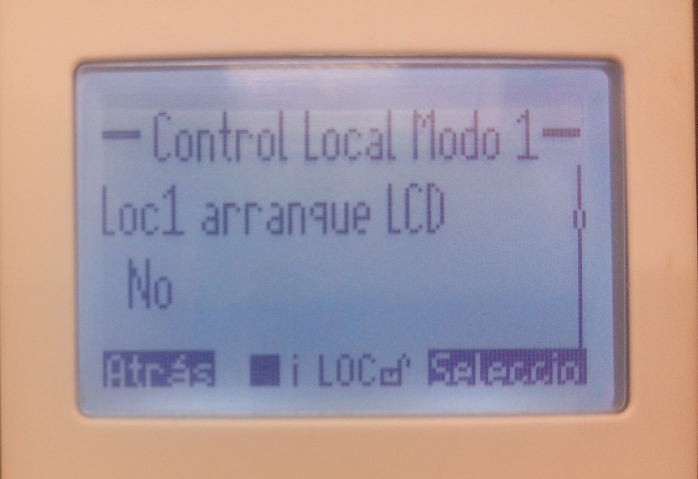 Control Local Modo 1
Loc1 arranque LCD
No
Atrás i LOC Seleccio